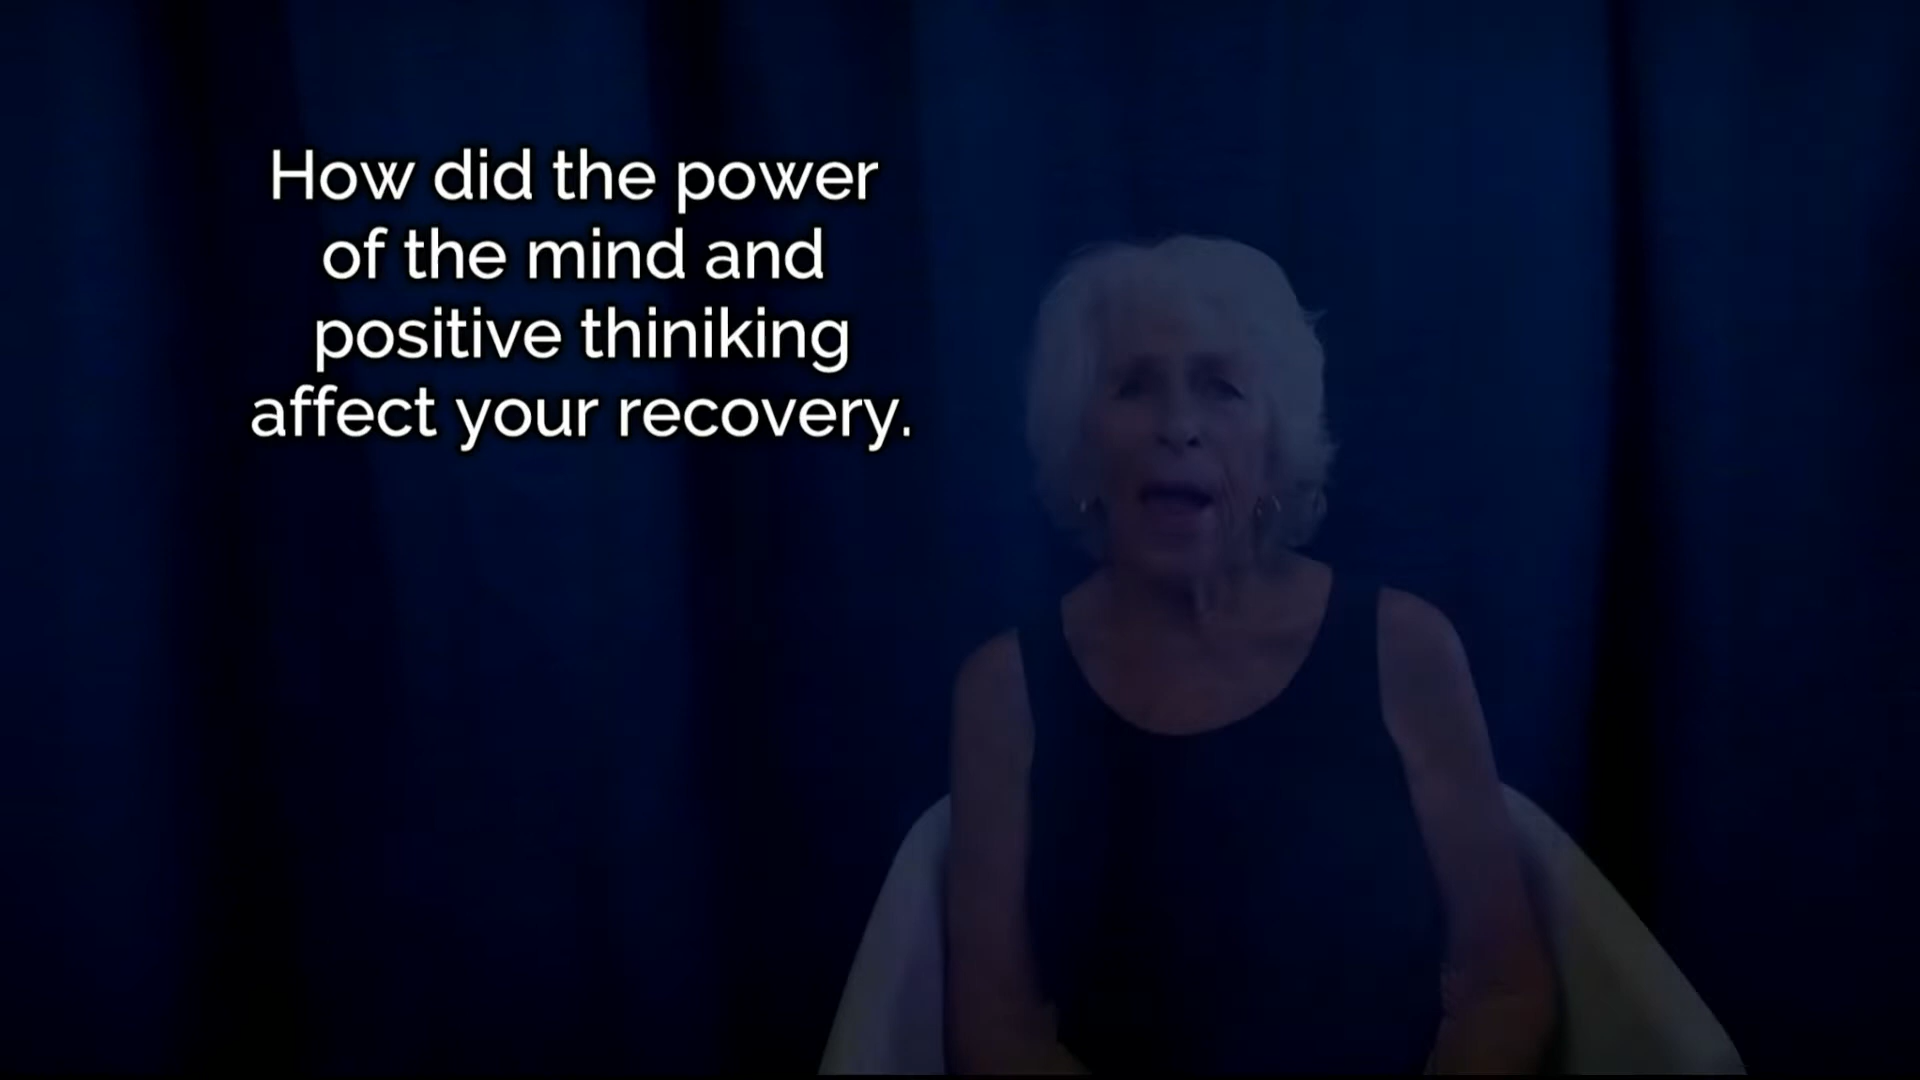 How did the power
of the mind and
positive thiniking
affect your recovery.